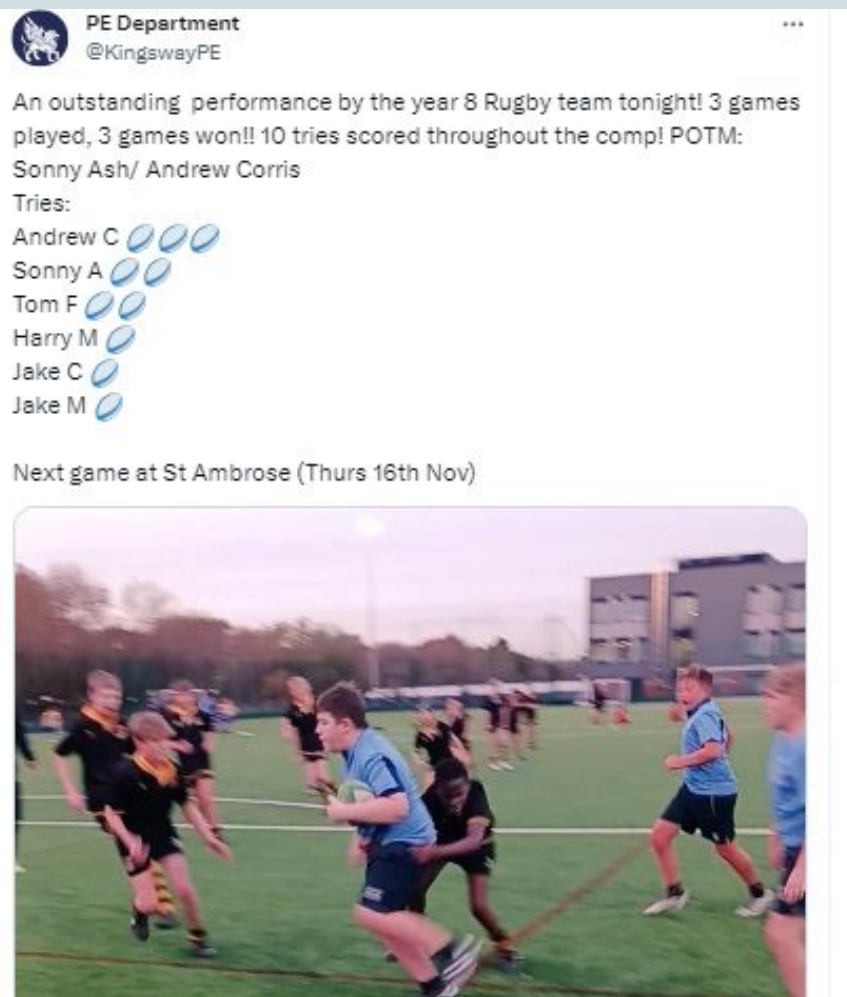 PE Department
@KingswayPE
An outstanding performance by the year 8 Rugby team tonight! 3 games
played, 3 games won!! 10 tries scored throughout the comp! POTM:
Sonny Ash/ Andrew Corris
Tries:
Andrew C 🏉🏉🏉
Sonny A 🏉🏉
Tom F 🏉🏉
Harry M 🏉
Jake C 🏉
Jake M 🏉
Next game at St Ambrose (Thurs 16th Nov)